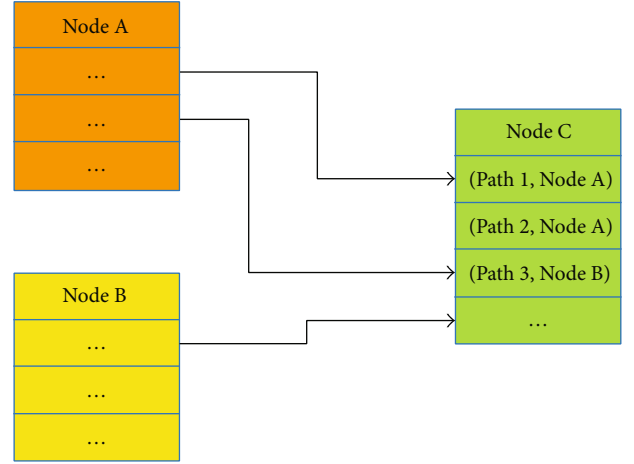 Node A
…
…
…
Node B
…
…
…
Node C
(Path 1, Node A)
(Path 2, Node A)
(Path 3, Node B)
…